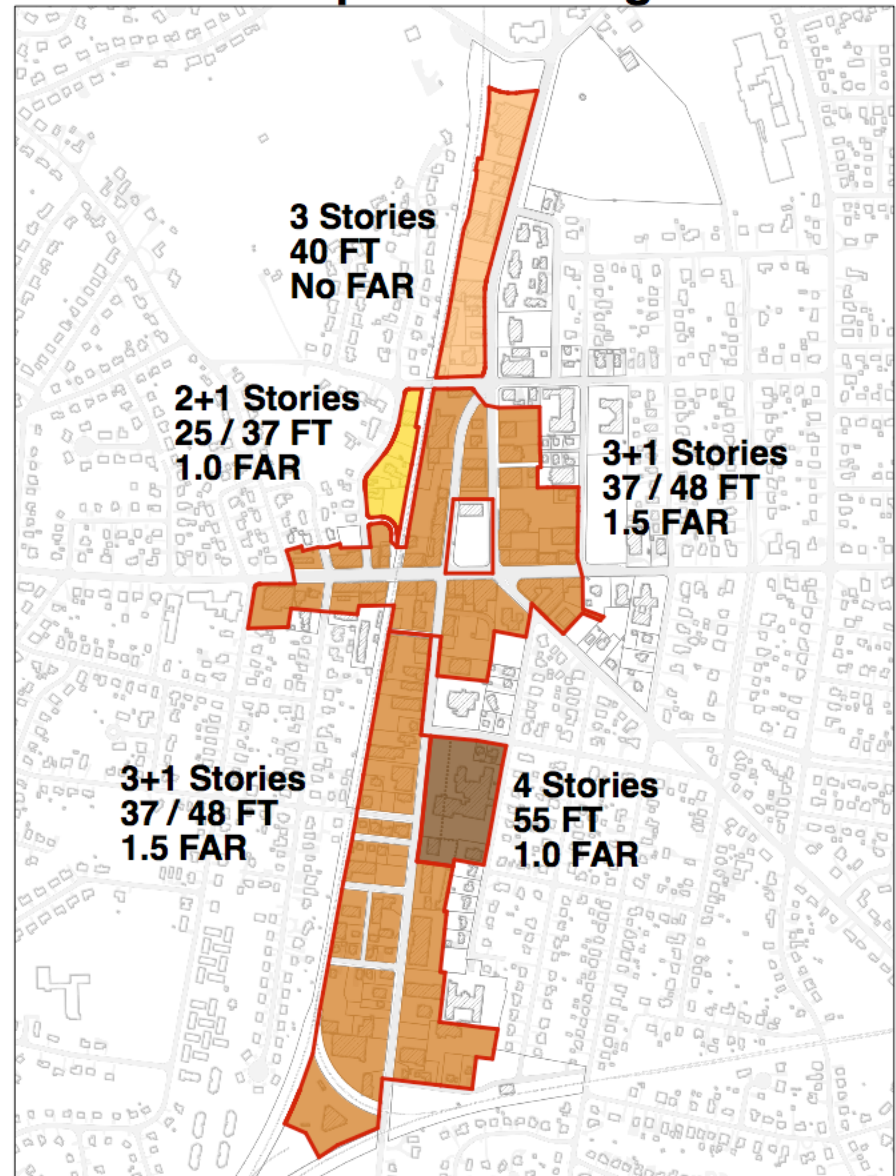 3 Stories
40 FT
No FAR
2+1 Stories
25 / 37 FT
1.0 FAR
3+1 Stories
37 / 48 FT
1.5 FAR
3+1 Stories
37 / 48 FT
1.5 FAR
4 Stories
55 FT
1.0 FAR